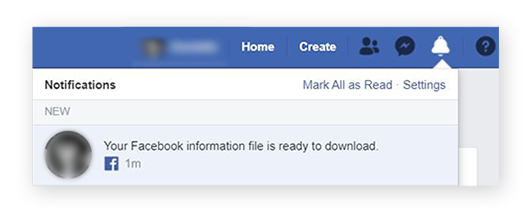 Home Create
Notifications Mark All as Read · Settings
NEW
Your Facebook information file is ready to download.
1m